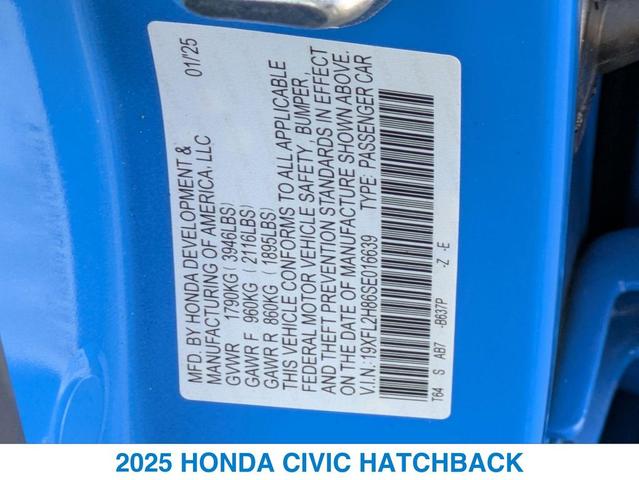 MFD. BY HONDA DEVELOPMENT & 01/'25
MANUFACTURING OF AMERICA, LLC
GVWR 1790KG ( 3946LBS)
GAWR F 960KG ( 2116LBS)
GAWR R 860KG ( 1895LBS)
THIS VEHICLE CONFORMS TO ALL APPLICABLE
FEDERAL MOTOR VEHICLE SAFETY, BUMPER,
AND THEFT PREVENTION STANDARDS IN EFFECT
ON THE DATE OF MANUFACTURE SHOWN ABOVE.
V.I.N.: 19XFL2H86SE016639 TYPE: PASSENGER CAR
T64 S AB7 -B637P -Z -E
2025 HONDA CIVIC HATCHBACK